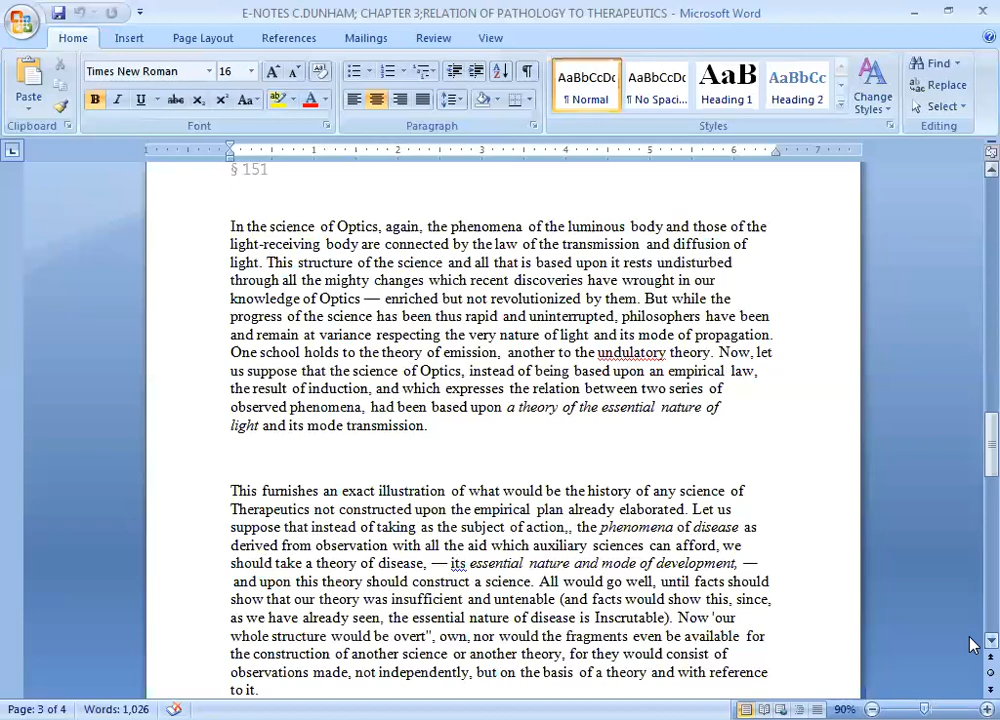 E-NOTES C.DUNHAM; CHAPTER 3;RELATION OF PATHOLOGY TO THERAPEUTICS - Microsoft Word
Home Insert Page Layout References Mailings Review View
Paste
Clipboard
Times New Roman 16
B I U abc X₂ X² Aa
Font
Paragraph
AaBbCcDc AaBbCcDc AaB AaBbCc
¶ Normal ¶ No Spaci... Heading 1 Heading 2
Change Styles
Styles
Find
Replace
Select
Editing
1 1 2 3 4 5 6 7
§ 151
In the science of Optics, again, the phenomena of the luminous body and those of the
light-receiving body are connected by the law of the transmission and diffusion of
light. This structure of the science and all that is based upon it rests undisturbed
through all the mighty changes which recent discoveries have wrought in our
knowledge of Optics — enriched but not revolutionized by them. But while the
progress of the science has been thus rapid and uninterrupted, philosophers have been
and remain at variance respecting the very nature of light and its mode of propagation.
One school holds to the theory of emission, another to the undulatory theory. Now, let
us suppose that the science of Optics, instead of being based upon an empirical law,
the result of induction, and which expresses the relation between two series of
observed phenomena, had been based upon a theory of the essential nature of
light and its mode transmission.
This furnishes an exact illustration of what would be the history of any science of
Therapeutics not constructed upon the empirical plan already elaborated. Let us
suppose that instead of taking as the subject of action,, the phenomena of disease as
derived from observation with all the aid which auxiliary sciences can afford, we
should take a theory of disease, — its essential nature and mode of development, —
and upon this theory should construct a science. All would go well, until facts should
show that our theory was insufficient and untenable (and facts would show this, since,
as we have already seen, the essential nature of disease is Inscrutable). Now 'our
whole structure would be overt", own, nor would the fragments even be available for
the construction of another science or another theory, for they would consist of
observations made, not independently, but on the basis of a theory and with reference
to it.
Page: 3 of 4 Words: 1,026 90%